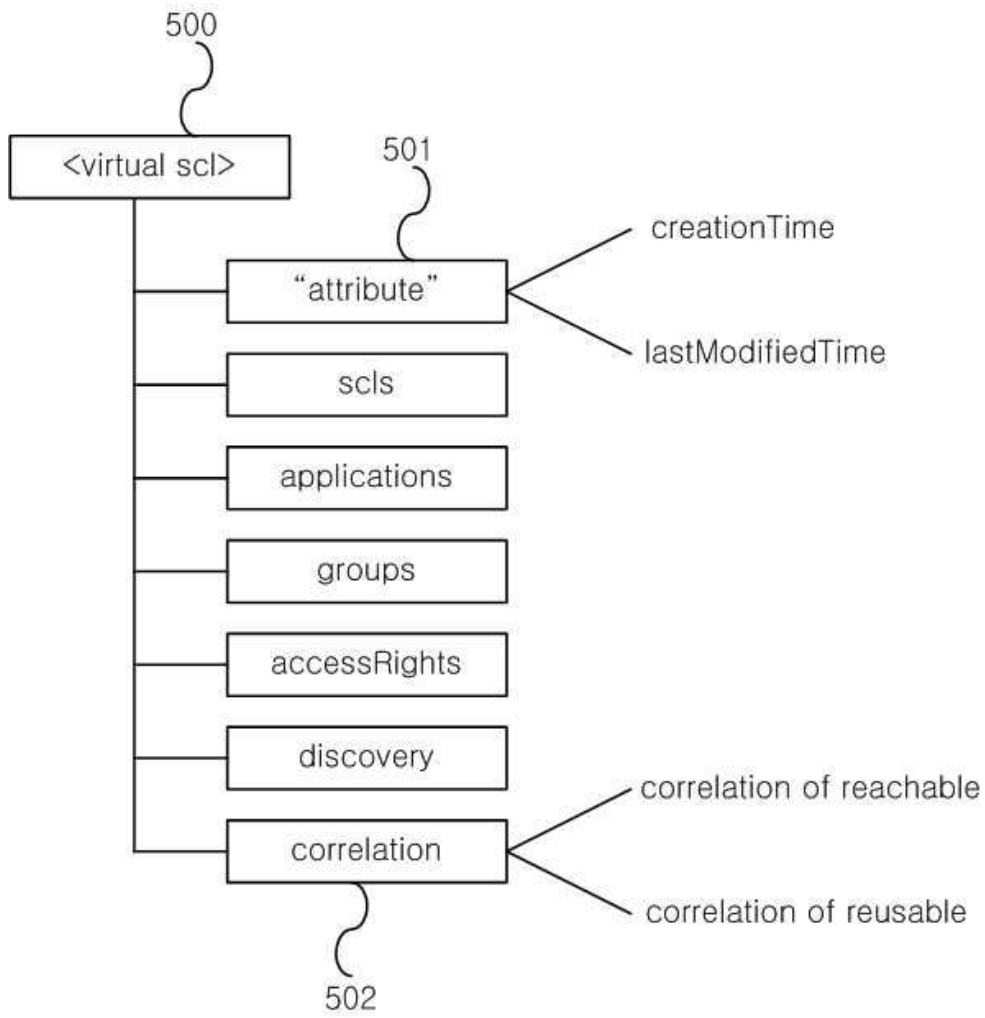 500
<virtual scl>
501
creationTime
“attribute”
lastModifiedTime
scls
applications
groups
accessRights
discovery
correlation of reachable
correlation
correlation of reusable
502